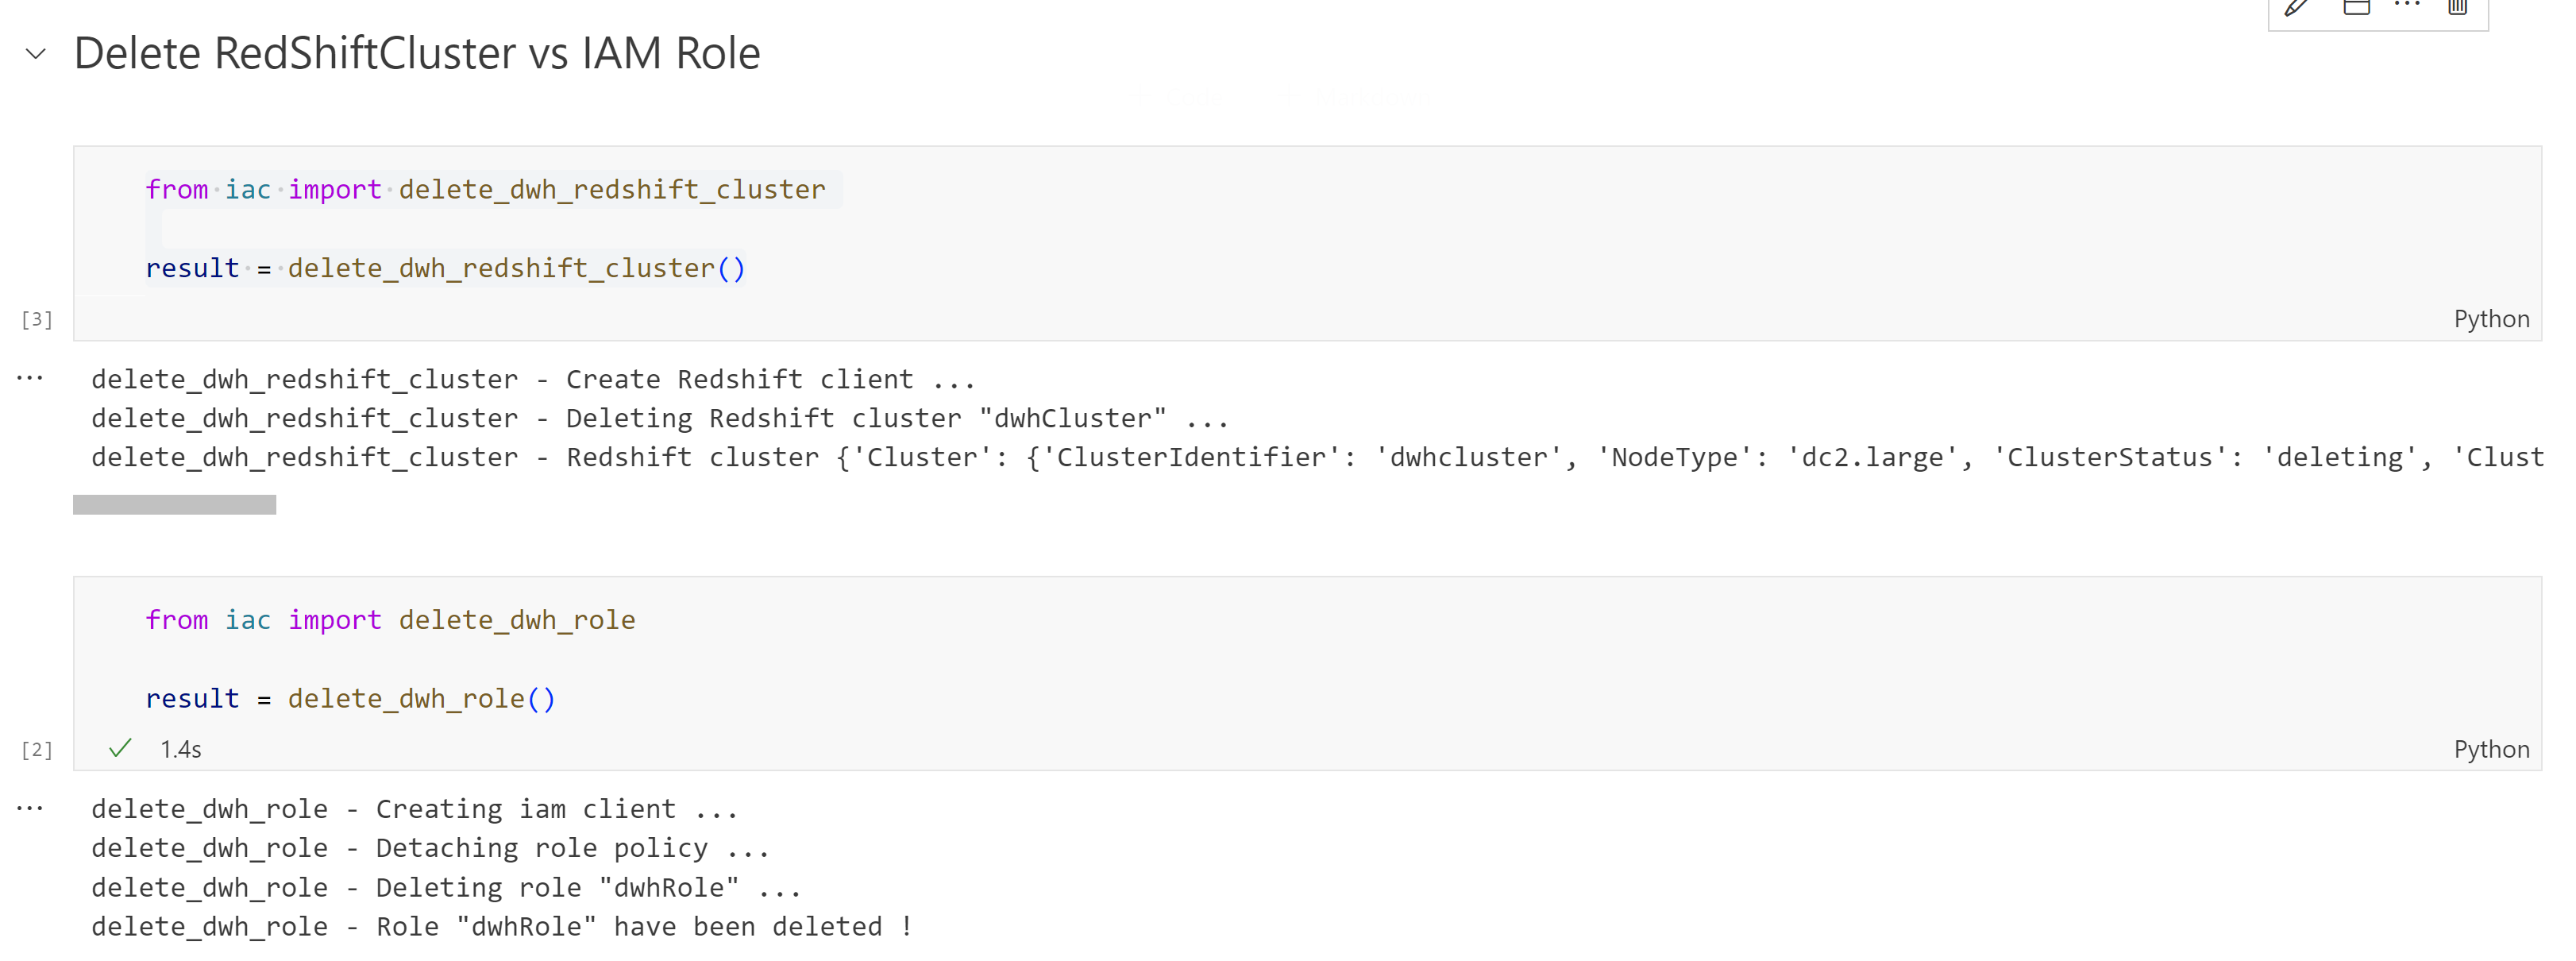 Delete RedShiftCluster vs IAM Role
from iac import delete_dwh_redshift_cluster
result = delete_dwh_redshift_cluster()
[3]
Python
delete_dwh_redshift_cluster - Create Redshift client ...
delete_dwh_redshift_cluster - Deleting Redshift cluster "dwhCluster" ...
delete_dwh_redshift_cluster - Redshift cluster {'Cluster': {'ClusterIdentifier': 'dwhcluster', 'NodeType': 'dc2.large', 'ClusterStatus': 'deleting', 'Clust
from iac import delete_dwh_role
result = delete_dwh_role()
[2]
1.4s
Python
delete_dwh_role - Creating iam client ...
delete_dwh_role - Detaching role policy ...
delete_dwh_role - Deleting role "dwhRole" ...
delete_dwh_role - Role "dwhRole" have been deleted !